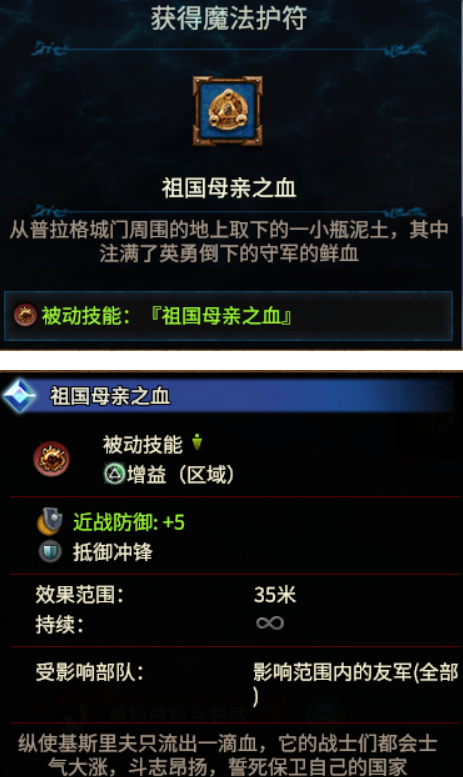 获得魔法护符
祖国母亲之血
从普拉格城门周围的地上取下的一小瓶泥土，其中
注满了英勇倒下的守军的鲜血
被动技能：『祖国母亲之血』
祖国母亲之血
被动技能
增益（区域）
近战防御: +5
抵御冲锋
效果范围： 35米
持续： ∞
受影响部队： 影响范围内的友军(全部
)
纵使基斯里夫只流出一滴血，它的战士们都会士
气大涨，斗志昂扬，誓死保卫自己的国家